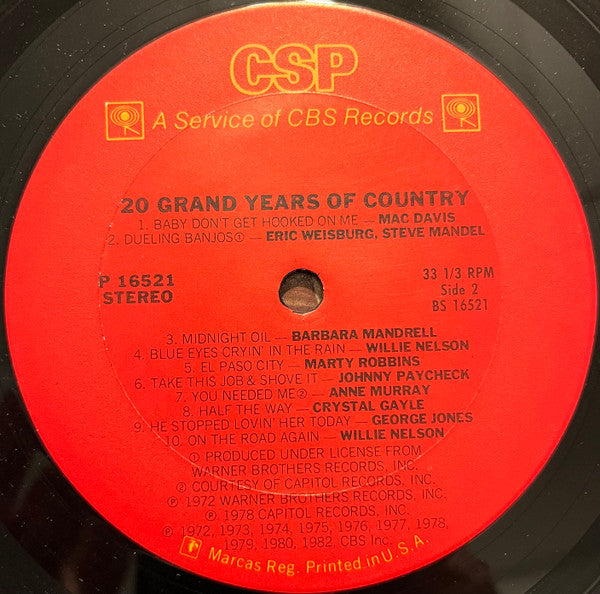 CSP
A Service of CBS Records
20 GRAND YEARS OF COUNTRY
1. BABY DON'T GET HOOKED ON ME — MAC DAVIS
2. DUELING BANJOS① — ERIC WEISBURG, STEVE MANDEL
P 16521
STEREO
33 1/3 RPM
Side 2
BS 16521
3. MIDNIGHT OIL — BARBARA MANDRELL
4. BLUE EYES CRYIN' IN THE RAIN — WILLIE NELSON
5. EL PASO CITY — MARTY ROBBINS
6. TAKE THIS JOB & SHOVE IT — JOHNNY PAYCHECK
7. YOU NEEDED ME② — ANNE MURRAY
8. HALF THE WAY — CRYSTAL GAYLE
9. HE STOPPED LOVIN' HER TODAY — GEORGE JONES
10. ON THE ROAD AGAIN — WILLIE NELSON
① PRODUCED UNDER LICENSE FROM
WARNER BROTHERS RECORDS, INC.
② COURTESY OF CAPITOL RECORDS, INC.
℗ 1972 WARNER BROTHERS RECORDS, INC.
℗ 1978 CAPITOL RECORDS, INC.
℗ 1972, 1973, 1974, 1975, 1976, 1977, 1978,
1979, 1980, 1982, CBS Inc.
Marcas Reg. Printed in U.S.A.